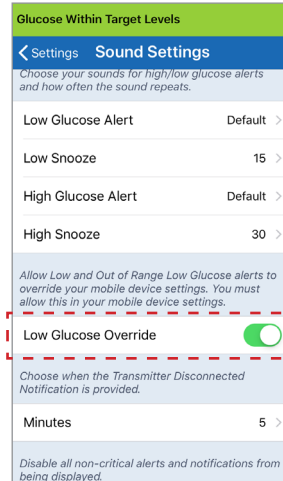 Glucose Within Target Levels
Settings Sound Settings
Choose your sounds for high/low glucose alerts
and how often the sound repeats.
Low Glucose Alert Default
Low Snooze 15
High Glucose Alert Default
High Snooze 30
Allow Low and Out of Range Low Glucose alerts to
override your mobile device settings. You must
allow this in your mobile device settings.
Low Glucose Override
Choose when the Transmitter Disconnected
Notification is provided.
Minutes 5
Disable all non-critical alerts and notifications from
being displayed.